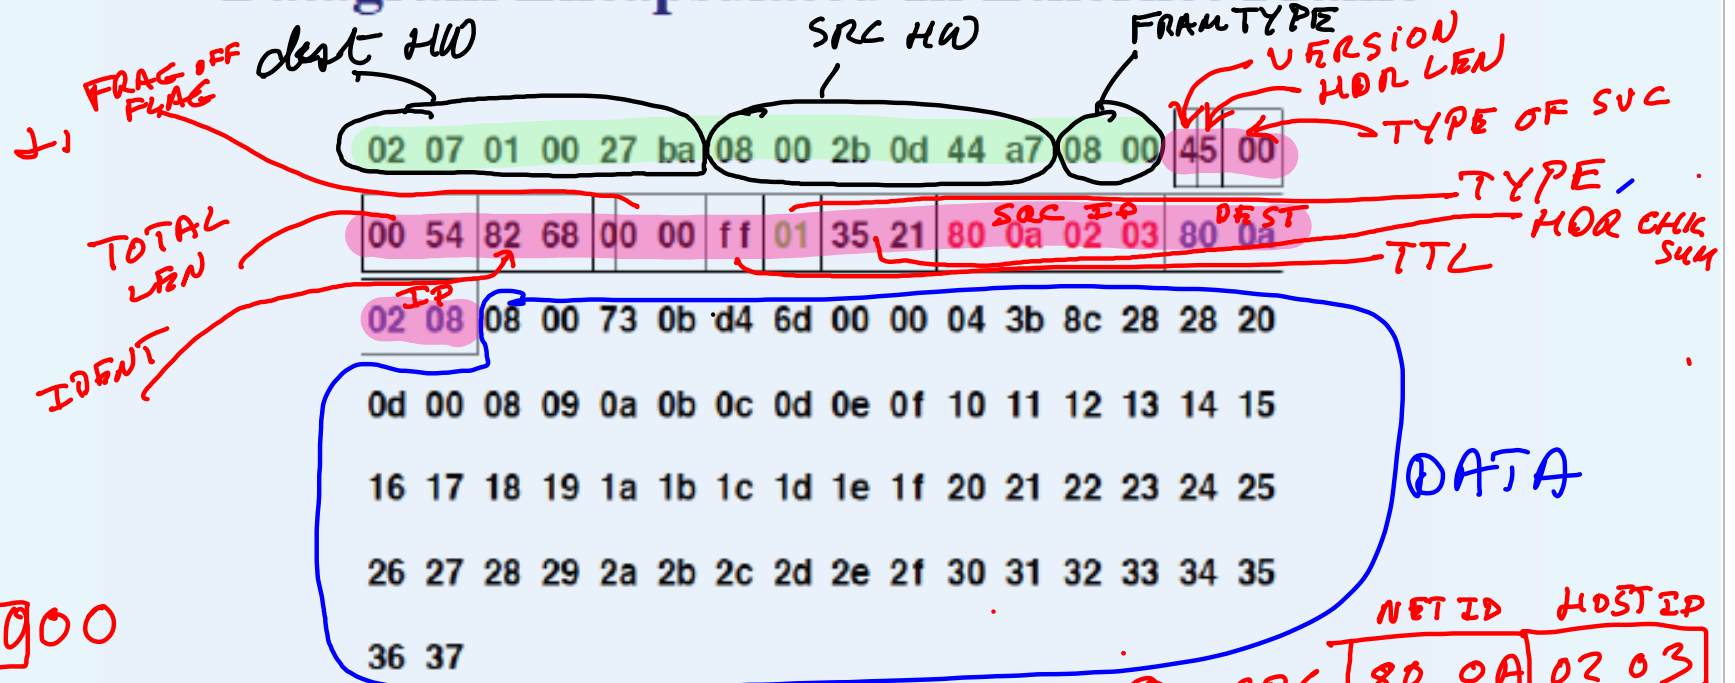 dest HW
SRC HW
FRAM TYPE
VERSION
HDR LEN
FRAG OFF
FLAG
TYPE OF SVC
02 07 01 00 27 ba 08 00 2b 0d 44 a7 08 00 45 00
TYPE
SRC IP DEST
HDR CHK
SUM
TOTAL
LEN
00 54 82 68 00 00 ff 01 35 21 80 0a 02 03 80 0a
TTL
IP
02 08 08 00 73 0b d4 6d 00 00 04 3b 8c 28 28 20
IDENT
0d 00 08 09 0a 0b 0c 0d 0e 0f 10 11 12 13 14 15
DATA
16 17 18 19 1a 1b 1c 1d 1e 1f 20 21 22 23 24 25
26 27 28 29 2a 2b 2c 2d 2e 2f 30 31 32 33 34 35
NET ID HOST IP
900
36 37
80 0A 02 03